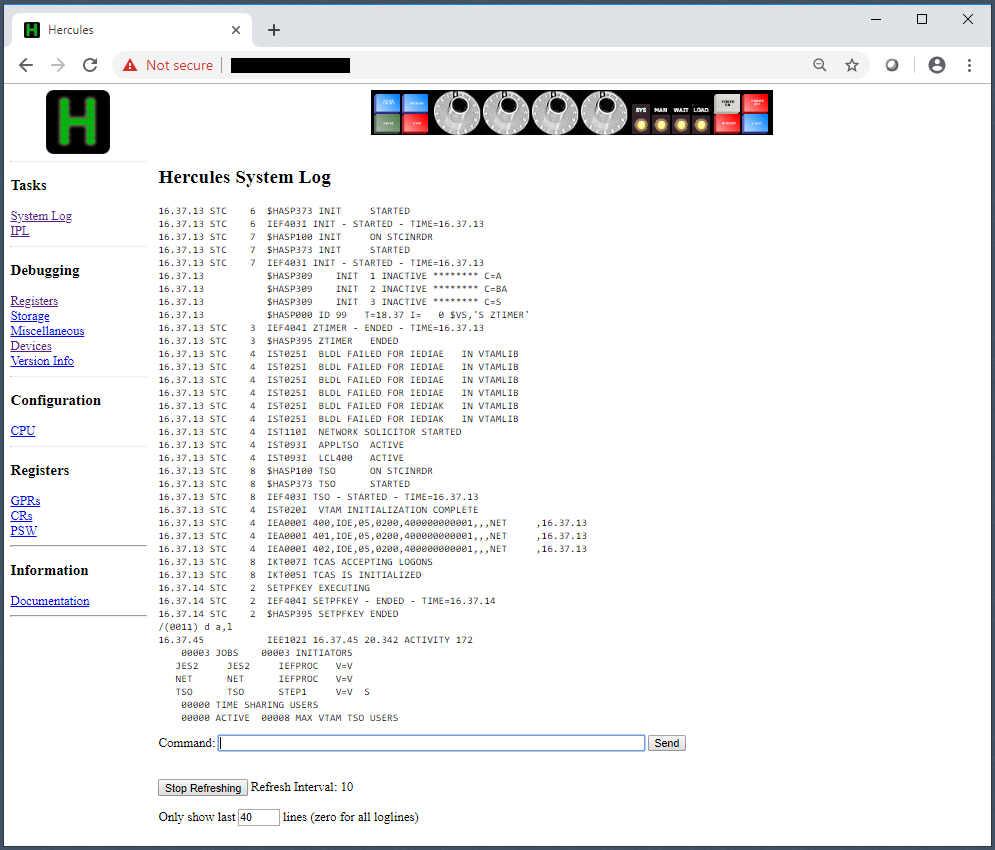 Hercules
Not secure
H
SYS MAN WAIT LOAD
Tasks
System Log
IPL
Debugging
Registers
Storage
Miscellaneous
Devices
Version Info
Configuration
CPU
Registers
GPRs
CRs
PSW
Information
Documentation
Hercules System Log
16.37.13 STC    6  $HASP373 INIT     STARTED
16.37.13 STC    6  IEF403I INIT - STARTED - TIME=16.37.13
16.37.13 STC    7  $HASP100 INIT     ON STCINRDR
16.37.13 STC    7  $HASP373 INIT     STARTED
16.37.13 STC    7  IEF403I INIT - STARTED - TIME=16.37.13
16.37.13           $HASP309    INIT  1 INACTIVE ******** C=A
16.37.13           $HASP309    INIT  2 INACTIVE ******** C=BA
16.37.13           $HASP309    INIT  3 INACTIVE ******** C=S
16.37.13           $HASP000 ID 99   T=18.37 I=   0 $VS,'S ZTIMER'
16.37.13 STC    3  IEF404I ZTIMER - ENDED - TIME=16.37.13
16.37.13 STC    3  $HASP395 ZTIMER   ENDED
16.37.13 STC    4  IST025I  BLDL FAILED FOR IEDIAE   IN VTAMLIB
16.37.13 STC    4  IST025I  BLDL FAILED FOR IEDIAE   IN VTAMLIB
16.37.13 STC    4  IST025I  BLDL FAILED FOR IEDIAE   IN VTAMLIB
16.37.13 STC    4  IST025I  BLDL FAILED FOR IEDIAE   IN VTAMLIB
16.37.13 STC    4  IST025I  BLDL FAILED FOR IEDIAK   IN VTAMLIB
16.37.13 STC    4  IST025I  BLDL FAILED FOR IEDIAK   IN VTAMLIB
16.37.13 STC    4  IST110I  NETWORK SOLICITOR STARTED
16.37.13 STC    4  IST093I  APPLTSO  ACTIVE
16.37.13 STC    4  IST093I  LCL400   ACTIVE
16.37.13 STC    8  $HASP100 TSO      ON STCINRDR
16.37.13 STC    8  $HASP373 TSO      STARTED
16.37.13 STC    8  IEF403I TSO - STARTED - TIME=16.37.13
16.37.13 STC    4  IST020I  VTAM INITIALIZATION COMPLETE
16.37.13 STC    4  IEA000I 400,IOE,05,0200,400000000001,,,NET     ,16.37.13
16.37.13 STC    4  IEA000I 401,IOE,05,0200,400000000001,,,NET     ,16.37.13
16.37.13 STC    4  IEA000I 402,IOE,05,0200,400000000001,,,NET     ,16.37.13
16.37.13 STC    8  IKT007I TCAS ACCEPTING LOGONS
16.37.13 STC    8  IKT005I TCAS IS INITIALIZED
16.37.14 STC    2  SETPFKEY EXECUTING
16.37.14 STC    2  IEF404I SETPFKEY - ENDED - TIME=16.37.14
16.37.14 STC    2  $HASP395 SETPFKEY ENDED
/(0011) d a,l
16.37.45           IEE102I 16.37.45 20.342 ACTIVITY 172
00003 JOBS    00003 INITIATORS
JES2     JES2     IEFPROC   V=V
NET      NET      IEFPROC   V=V
TSO      TSO      STEP1     V=V  S
00000 TIME SHARING USERS
00000 ACTIVE  00008 MAX VTAM TSO USERS
Command:
Send
Stop Refreshing Refresh Interval: 10
Only show last 40 lines (zero for all loglines)